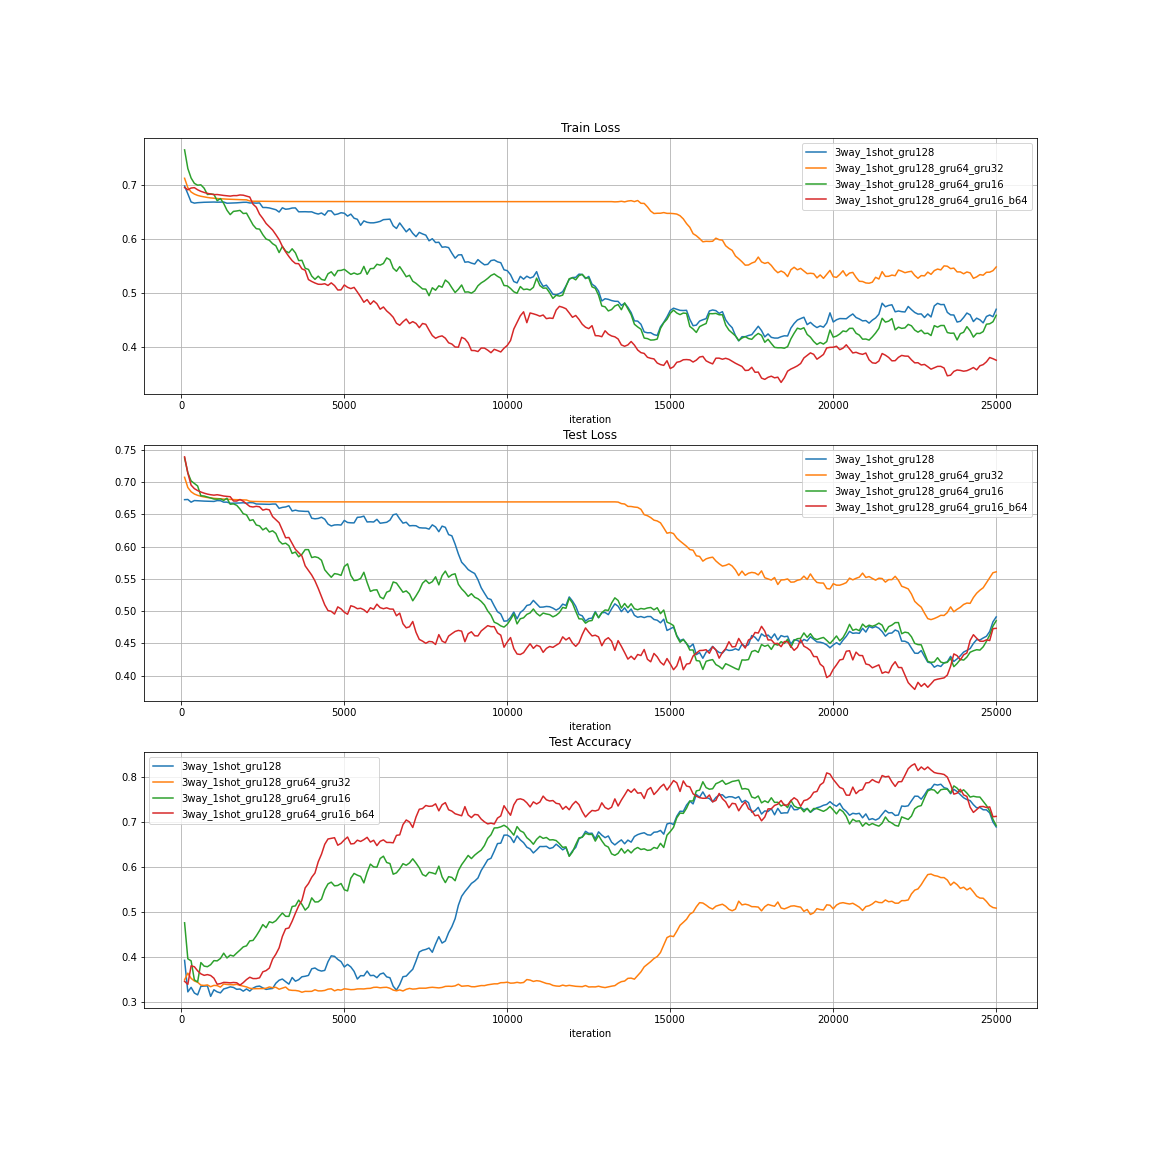 Train Loss
0.7
0.6
0.5
0.4
3way_1shot_gru128
3way_1shot_gru128_gru64_gru32
3way_1shot_gru128_gru64_gru16
3way_1shot_gru128_gru64_gru16_b64
0 5000 10000 15000 20000 25000
iteration
Test Loss
0.75
0.70
0.65
0.60
0.55
0.50
0.45
0.40
3way_1shot_gru128
3way_1shot_gru128_gru64_gru32
3way_1shot_gru128_gru64_gru16
3way_1shot_gru128_gru64_gru16_b64
0 5000 10000 15000 20000 25000
iteration
Test Accuracy
0.8
0.7
0.6
0.5
0.4
0.3
3way_1shot_gru128
3way_1shot_gru128_gru64_gru32
3way_1shot_gru128_gru64_gru16
3way_1shot_gru128_gru64_gru16_b64
0 5000 10000 15000 20000 25000
iteration